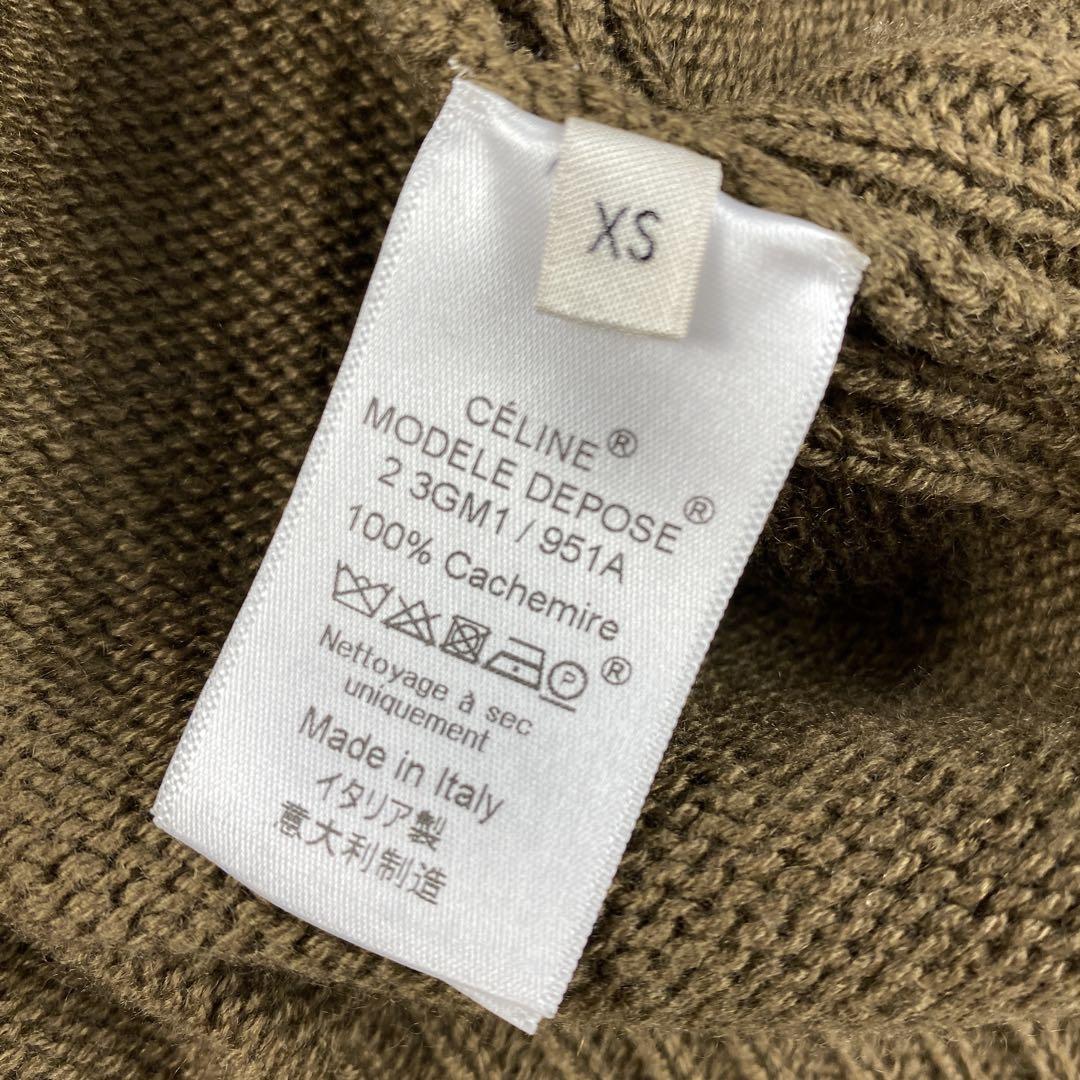 XS
CÉLINE®
MODELE DEPOSE®
2 3GM1 / 951A
100% Cachemire
P ®
Nettoyage à sec
uniquement
Made in Italy
イタリア製
意大利制造